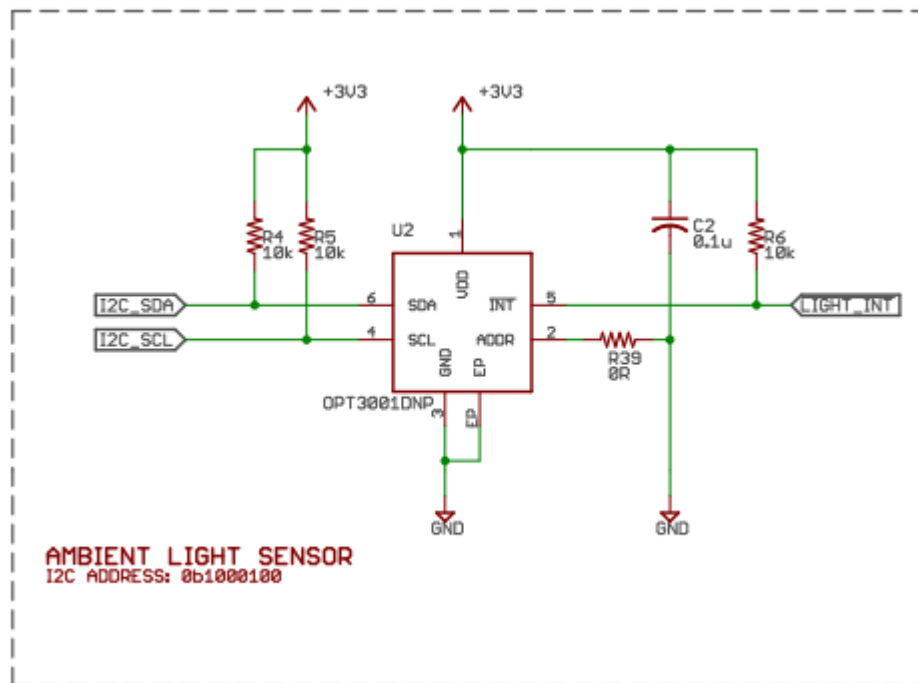 +3V3
+3V3
R4
10k
R5
10k
U2
1
VDD
C2
0.1u
R6
10k
I2C_SDA
6
SDA
INT
5
LIGHT_INT
I2C_SCL
4
SCL
ADDR
2
GND
EP
R39
0R
OPT3001DNP
3
EP
GND
GND
AMBIENT LIGHT SENSOR
I2C ADDRESS: 0b1000100